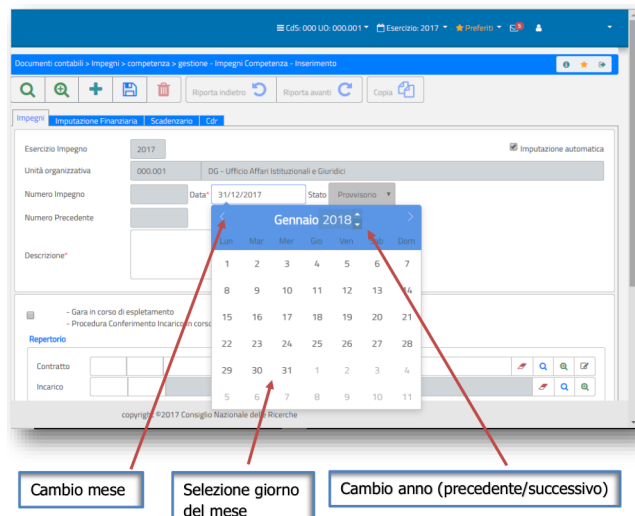 CdS: 000 UO: 000.001 Esercizio: 2017 Preferiti
Documenti contabili > Impegni > competenza > gestione - Impegni Competenza - Inserimento
Riporta indietro Riporta avanti Copia
Impegni Imputazione Finanziaria Scadenzario Cdr
Esercizio Impegno 2017 Imputazione automatica
Unità organizzativa 000.001 DG - Ufficio Affari Istituzionali e Giuridici
Numero Impegno Data* 31/12/2017 Stato Provvisorio
Numero Precedente
Gennaio 2018
Lun Mar Mer Gio Ven Sab Dom
Descrizione*
1 2 3 4 5 6 7
8 9 10 11 12 13 14
15 16 17 18 19 20 21
22 23 24 25 26 27 28
29 30 31 1 2 3 4
5 6 7 8 9 10 11
- Gara in corso di espletamento
- Procedura Conferimento Incarico in corso
Repertorio
Contratto
Incarico
copyright ©2017 Consiglio Nazionale delle Ricerche
Cambio mese
Selezione giorno
del mese
Cambio anno (precedente/successivo)